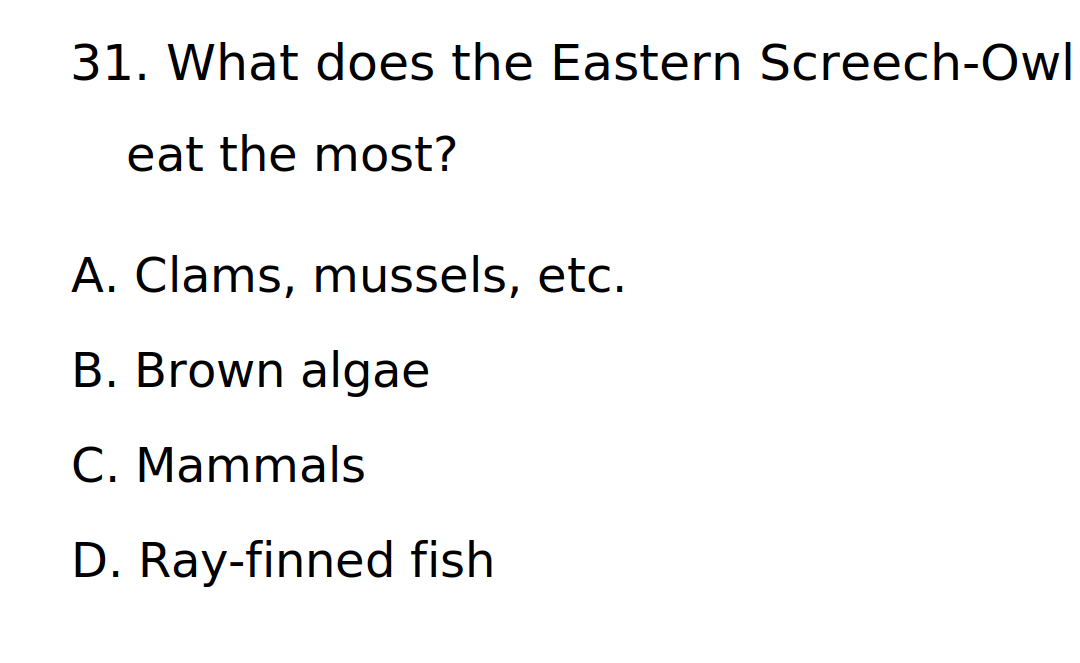 31. What does the Eastern Screech-Owl
eat the most?
A. Clams, mussels, etc.
B. Brown algae
C. Mammals
D. Ray-finned fish